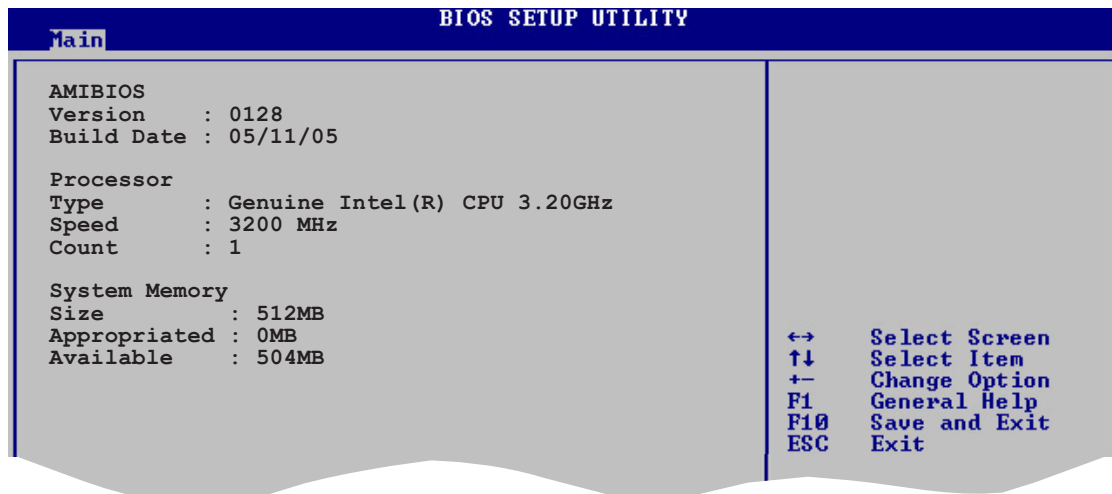 BIOS SETUP UTILITY
Main
AMIBIOS
Version : 0128
Build Date : 05/11/05
Processor
Type : Genuine Intel(R) CPU 3.20GHz
Speed : 3200 MHz
Count : 1
System Memory
Size : 512MB
Appropriated : 0MB
Available : 504MB
←→ Select Screen
↑↓ Select Item
+- Change Option
F1 General Help
F10 Save and Exit
ESC Exit